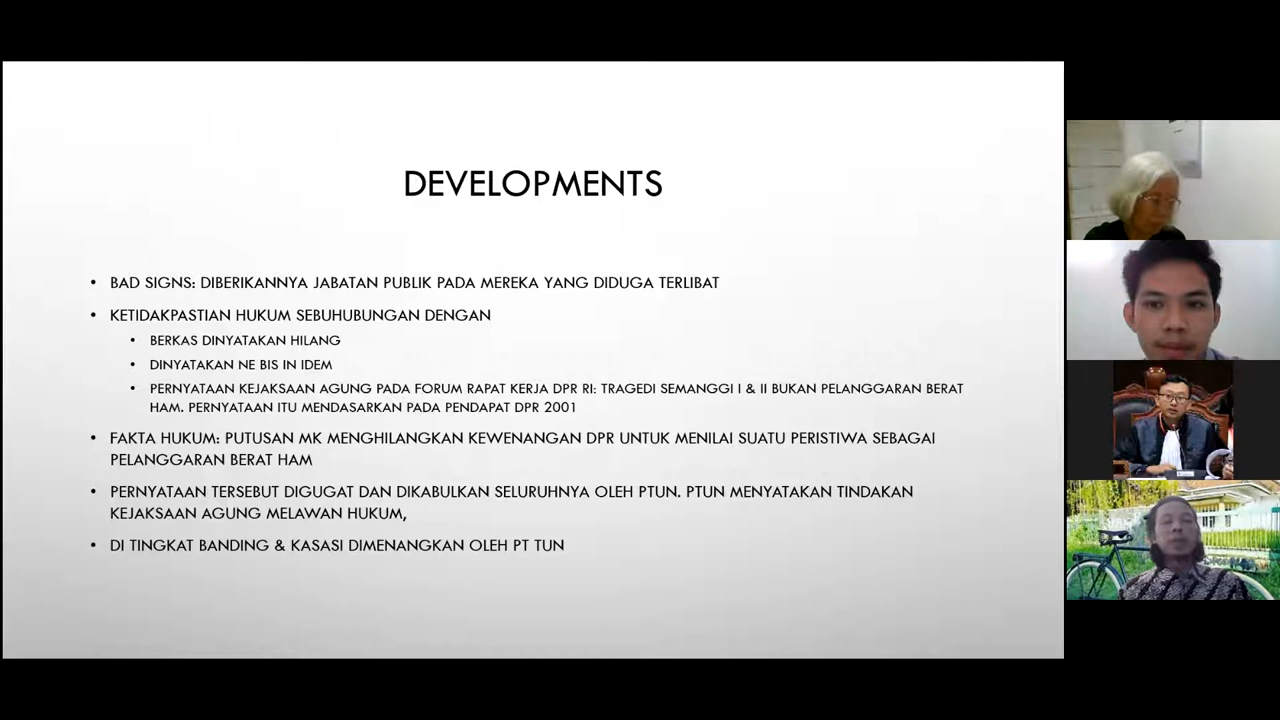 DEVELOPMENTS
• BAD SIGNS: DIBERIKANNYA JABATAN PUBLIK PADA MEREKA YANG DIDUGA TERLIBAT
• KETIDAKPASTIAN HUKUM SEBUHUBUNGAN DENGAN
• BERKAS DINYATAKAN HILANG
• DINYATAKAN NE BIS IN IDEM
• PERNYATAAN KEJAKSAAN AGUNG PADA FORUM RAPAT KERJA DPR RI: TRAGEDI SEMANGGI I & II BUKAN PELANGGARAN BERAT
HAM. PERNYATAAN ITU MENDASARKAN PADA PENDAPAT DPR 2001
• FAKTA HUKUM: PUTUSAN MK MENGHILANGKAN KEWENANGAN DPR UNTUK MENILAI SUATU PERISTIWA SEBAGAI
PELANGGARAN BERAT HAM
• PERNYATAAN TERSEBUT DIGUGAT DAN DIKABULKAN SELURUHNYA OLEH PTUN. PTUN MENYATAKAN TINDAKAN
KEJAKSAAN AGUNG MELAWAN HUKUM,
• DI TINGKAT BANDING & KASASI DIMENANGKAN OLEH PT TUN